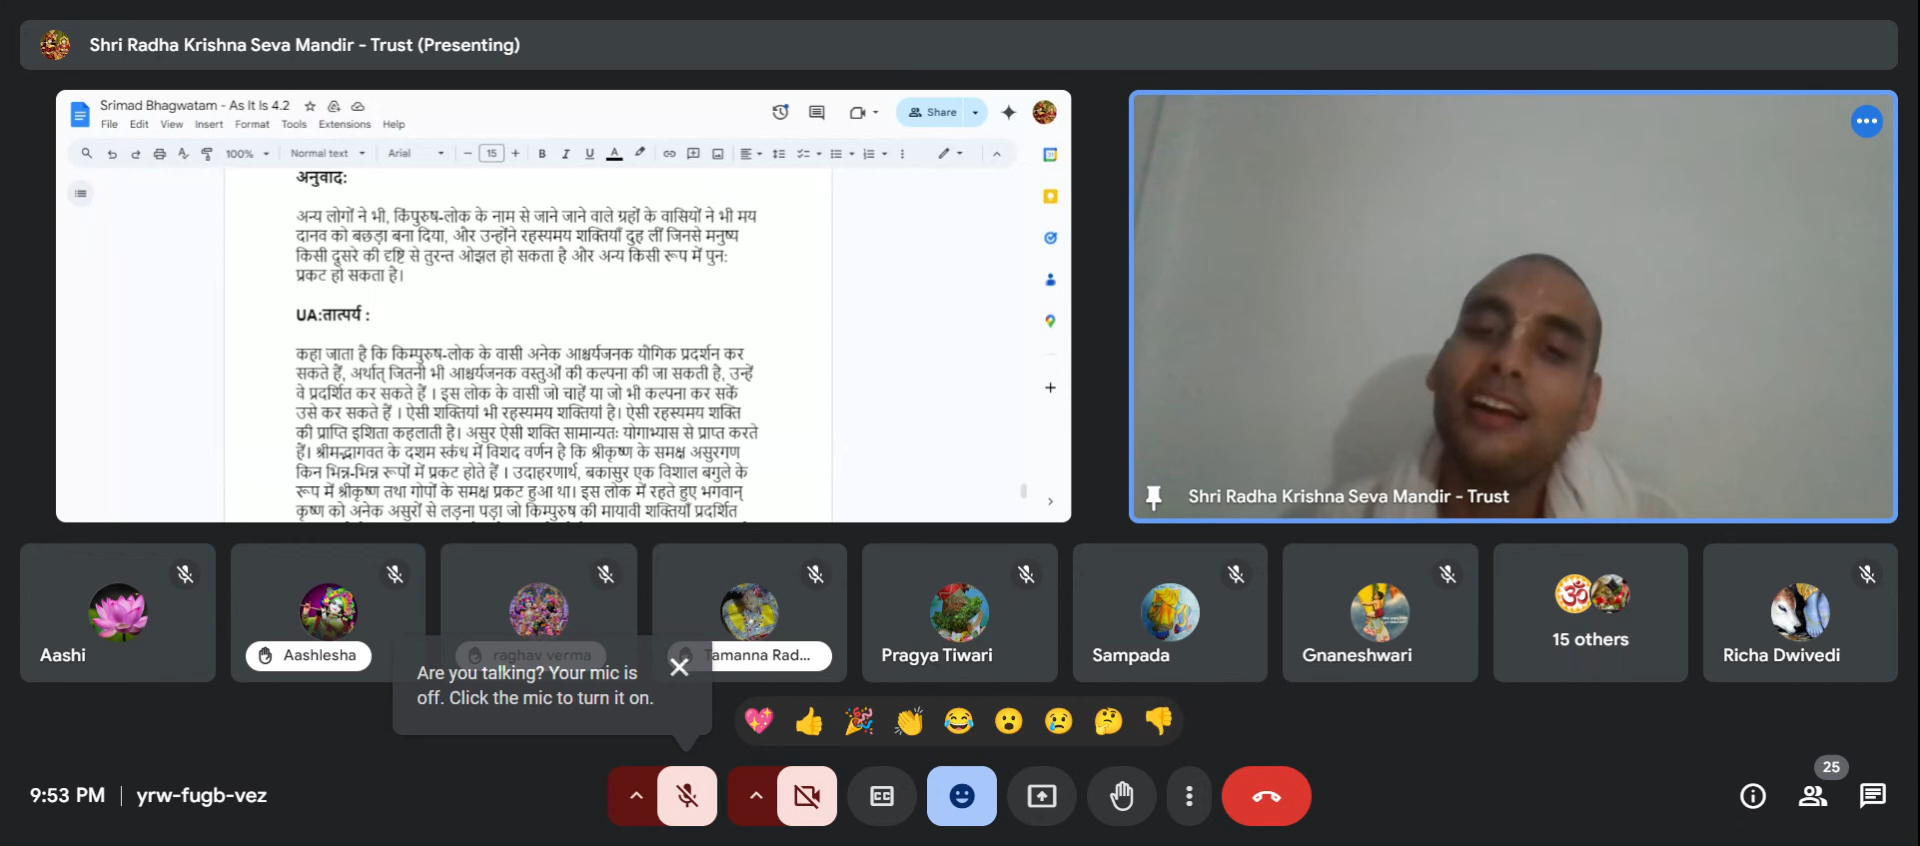 Shri Radha Krishna Seva Mandir - Trust (Presenting)
Srimad Bhagwatam - As It Is 4.2
File Edit View Insert Format Tools Extensions Help
Share
100% Normal text Arial 15 B I U A
अनुवाद:
अन्य लोगों ने भी, किंपुरुष-लोक के नाम से जाने जाने वाले ग्रहों के वासियों ने भी मय
दानव को बछड़ा बना दिया, और उन्होंने रहस्यमय शक्तियाँ दुह लीं जिनसे मनुष्य
किसी दूसरे की दृष्टि से तुरन्त ओझल हो सकता है और अन्य किसी रूप में पुन:
प्रकट हो सकता है।
UA:तात्पर्य :
कहा जाता है कि किम्पुरुष-लोक के वासी अनेक आश्चर्यजनक यौगिक प्रदर्शन कर
सकते हैं, अर्थात् जितनी भी आश्चर्यजनक वस्तुओं की कल्पना की जा सकती है, उन्हें
वे प्रदर्शित कर सकते हैं । इस लोक के वासी जो चाहें या जो भी कल्पना कर सकें
उसे कर सकते हैं । ऐसी शक्तियां भी रहस्यमय शक्तियां है। ऐसी रहस्यमय शक्ति
की प्राप्ति इशिता कहलाती है। असुर ऐसी शक्ति सामान्यतः योगाभ्यास से प्राप्त करते
हैं। श्रीमद्भागवत के दशम स्कंध में विशद वर्णन है कि श्रीकृष्ण के समक्ष असुरगण
किन भिन्न-भिन्न रूपों में प्रकट होते हैं । उदाहरणार्थ, बकासुर एक विशाल बगुले के
रूप में श्रीकृष्ण तथा गोपों के समक्ष प्रकट हुआ था। इस लोक में रहते हुए भगवान्
कृष्ण को अनेक असुरों से लड़ना पड़ा जो किम्पुरुष की मायावी शक्तियाँ प्रदर्शित
Shri Radha Krishna Seva Mandir - Trust
15 others
Aashi
Aashlesha
raghav verma
Tamanna Rad...
Pragya Tiwari
Sampada
Gnaneshwari
Richa Dwivedi
Are you talking? Your mic is
off. Click the mic to turn it on.
9:53 PM | yrw-fugb-vez
CC
25